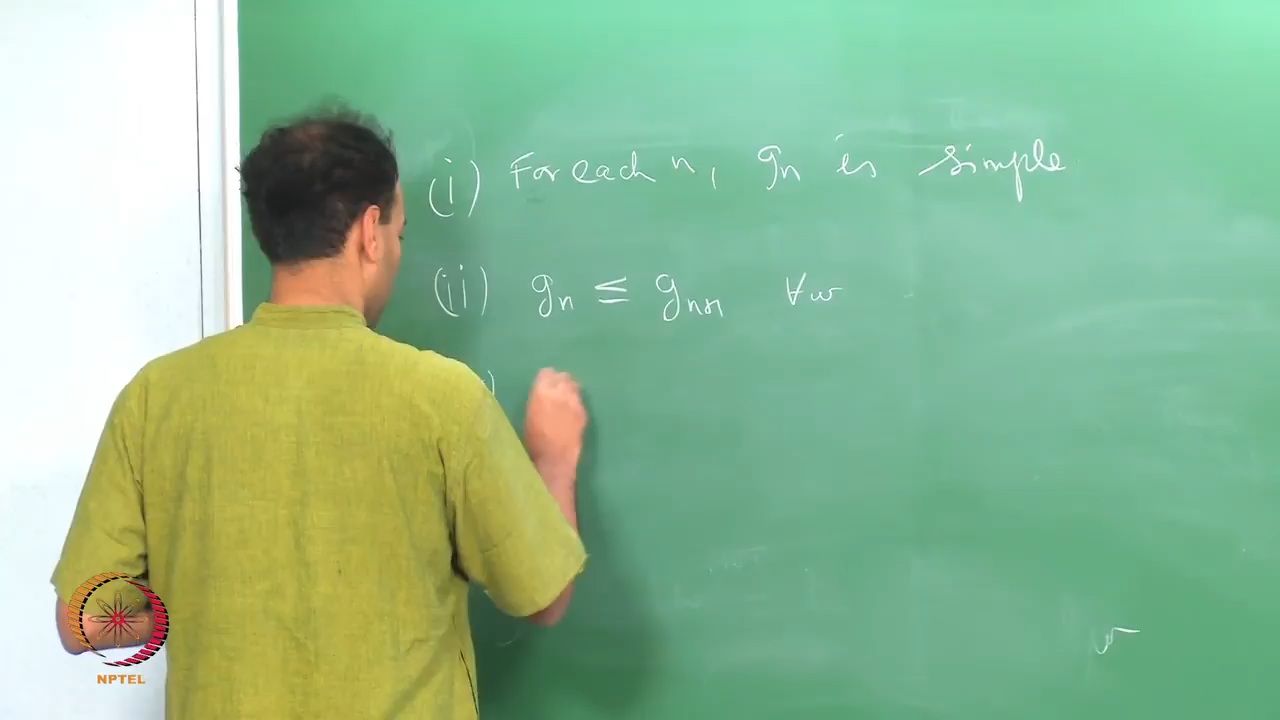 (i) For each n, gn is simple
(ii) gn ≤ gn+1 ∀ω
)
ω
NPTEL